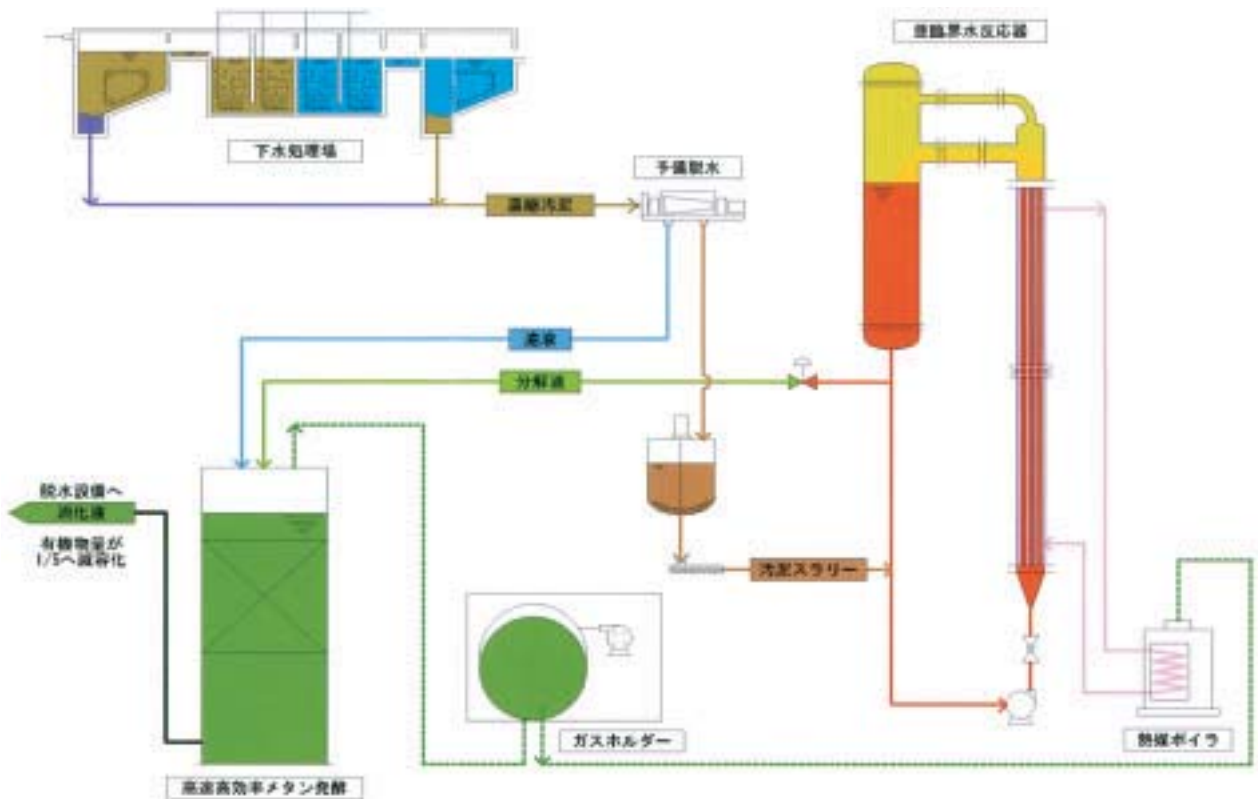 亜臨界水反応器
下水処理場
予備脱水
濃縮汚泥
分解液
脱水設備へ
消化液
有機物量が
1/5へ減容化
汚泥スラリー
ガスホルダー
熱媒ボイラ
高速高効率メタン発酵